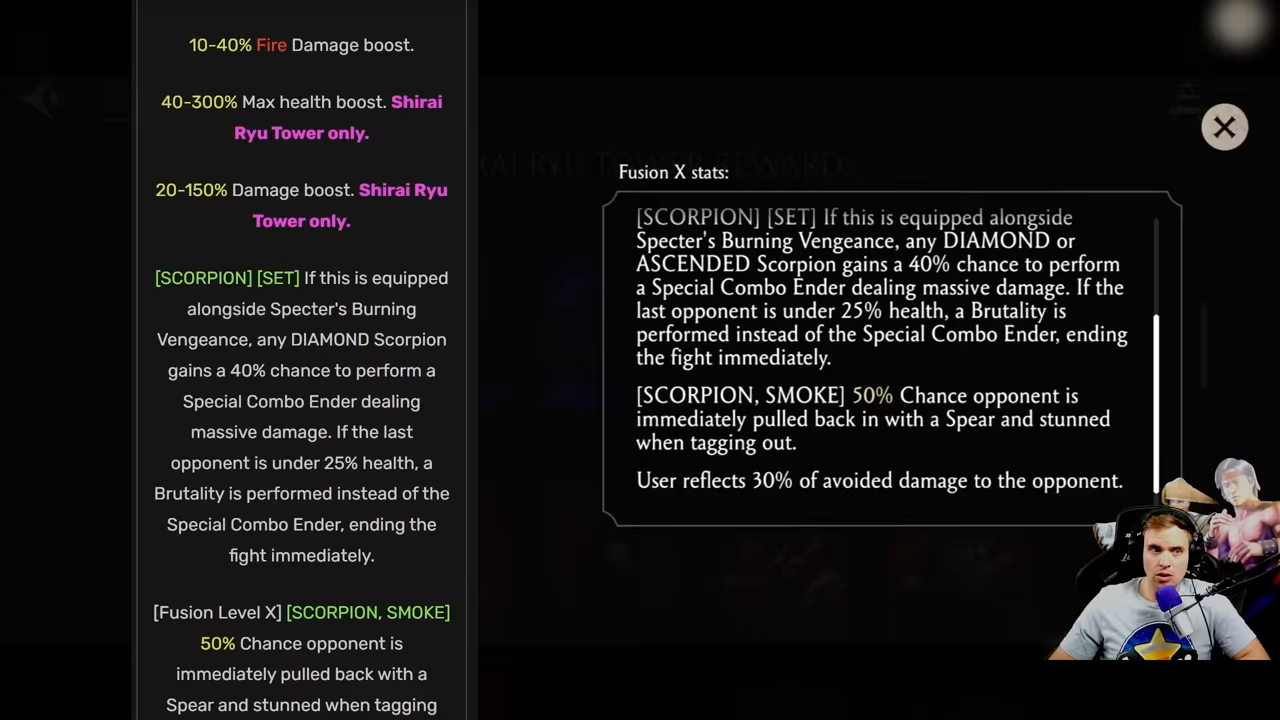 10-40% Fire Damage boost.
40-300% Max health boost. Shirai
Ryu Tower only.
20-150% Damage boost. Shirai Ryu
Tower only.
[SCORPION] [SET] If this is equipped
alongside Specter's Burning
Vengeance, any DIAMOND Scorpion
gains a 40% chance to perform a
Special Combo Ender dealing
massive damage. If the last
opponent is under 25% health, a
Brutality is performed instead of the
Special Combo Ender, ending the
fight immediately.
[Fusion Level X] [SCORPION, SMOKE]
50% Chance opponent is
immediately pulled back with a
Spear and stunned when tagging
RYU TOWER REWARDS
Fusion X stats:
[SCORPION] [SET] If this is equipped alongside
Specter's Burning Vengeance, any DIAMOND or
ASCENDED Scorpion gains a 40% chance to perform
a Special Combo Ender dealing massive damage. If the
last opponent is under 25% health, a Brutality is
performed instead of the Special Combo Ender, ending
the fight immediately.
[SCORPION, SMOKE] 50% Chance opponent is
immediately pulled back in with a Spear and stunned
when tagging out.
User reflects 30% of avoided damage to the opponent.